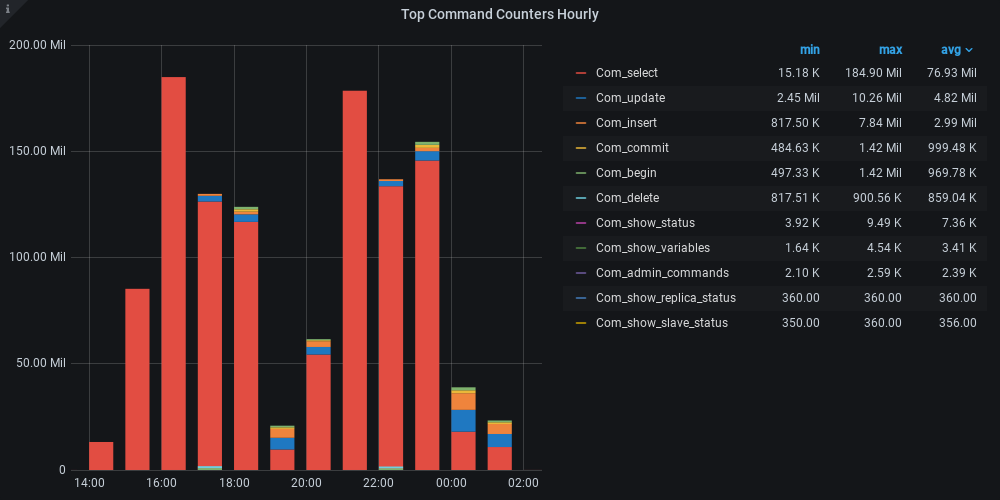 i
Top Command Counters Hourly
200.00 Mil
150.00 Mil
100.00 Mil
50.00 Mil
0
14:00 16:00 18:00 20:00 22:00 00:00 02:00
min max avg
Com_select 15.18 K 184.90 Mil 76.93 Mil
Com_update 2.45 Mil 10.26 Mil 4.82 Mil
Com_insert 817.50 K 7.84 Mil 2.99 Mil
Com_commit 484.63 K 1.42 Mil 999.48 K
Com_begin 497.33 K 1.42 Mil 969.78 K
Com_delete 817.51 K 900.56 K 859.04 K
Com_show_status 3.92 K 9.49 K 7.36 K
Com_show_variables 1.64 K 4.54 K 3.41 K
Com_admin_commands 2.10 K 2.59 K 2.39 K
Com_show_replica_status 360.00 360.00 360.00
Com_show_slave_status 350.00 360.00 356.00